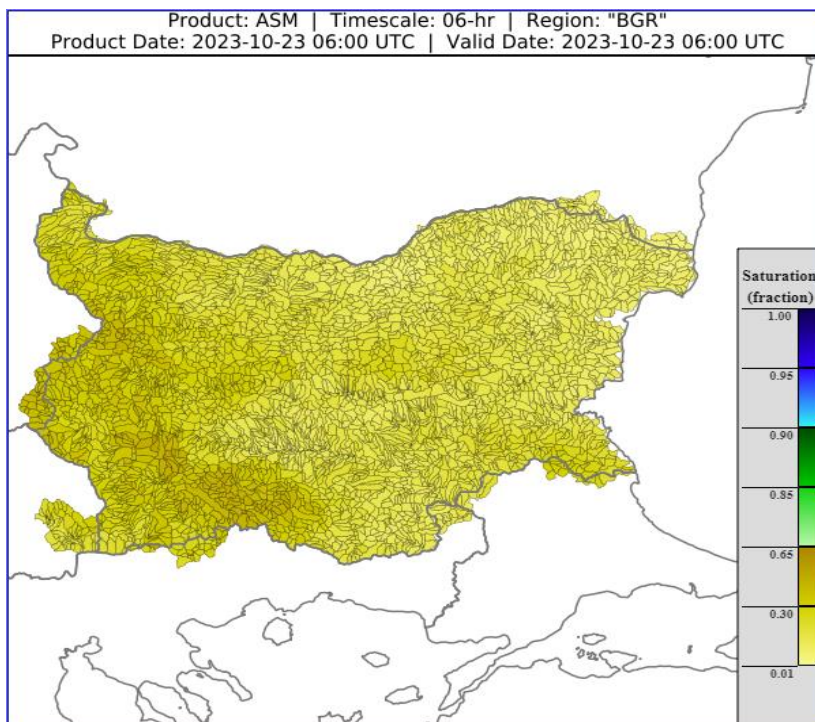 Product: ASM | Timescale: 06-hr | Region: "BGR"
Product Date: 2023-10-23 06:00 UTC | Valid Date: 2023-10-23 06:00 UTC
Saturation
(fraction)
1.00
0.95
0.90
0.85
0.65
0.30
0.01